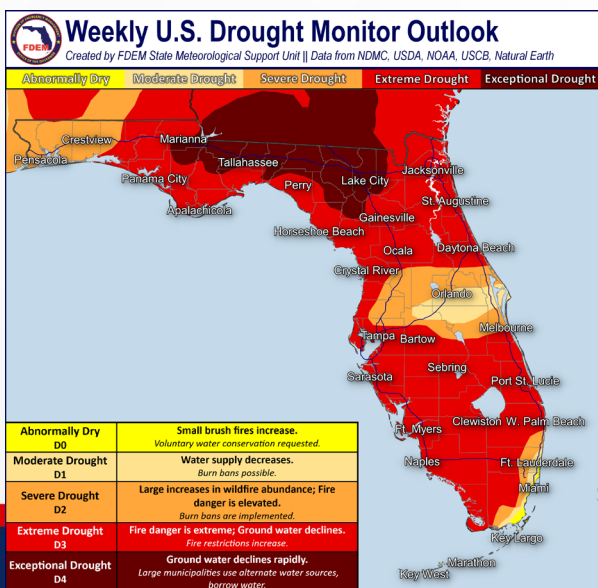 FDEM
Weekly U.S. Drought Monitor Outlook
Created by FDEM State Meteorological Support Unit || Data from NDMC, USDA, NOAA, USCB, Natural Earth
Abnormally Dry Moderate Drought Severe Drought Extreme Drought Exceptional Drought
Crestview
Marianna
Pensacola
Tallahassee
Jacksonville
Panama City
Perry
Lake City
Apalachicola
St. Augustine
Gainesville
Horseshoe Beach
Ocala
Daytona Beach
Crystal River
Orlando
Tampa
Bartow
Melbourne
Sarasota
Sebring
Port St. Lucie
Ft. Myers
Clewiston
W. Palm Beach
Naples
Ft. Lauderdale
Miami
Key Largo
Marathon
Key West
Abnormally Dry
D0
Small brush fires increase.
Voluntary water conservation requested.
Moderate Drought
D1
Water supply decreases.
Burn bans possible.
Severe Drought
D2
Large increases in wildfire abundance; Fire
danger is elevated.
Burn bans are implemented.
Extreme Drought
D3
Fire danger is extreme; Ground water declines.
Fire restrictions increase.
Exceptional Drought
D4
Ground water declines rapidly.
Large municipalities use alternate water sources,
borrow water.